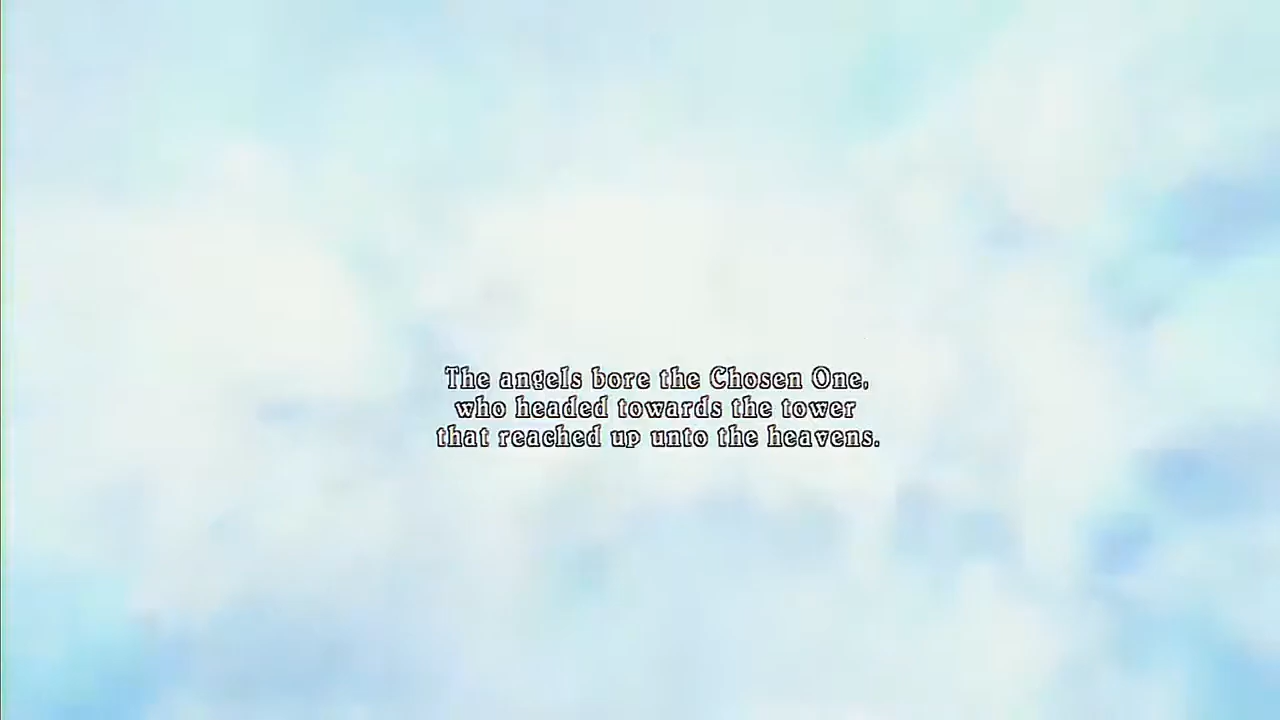 The angels bore the Chosen One,
who headed towards the tower
that reached up unto the heavens.